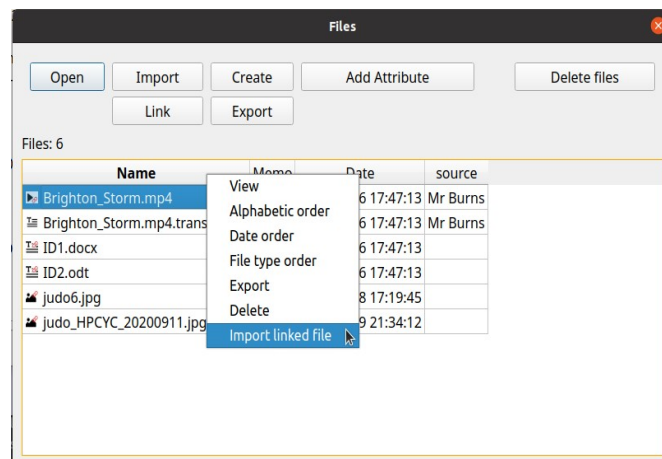 Files
Open Import Create Add Attribute Delete files
Link Export
Files: 6
Name Memo Date source
Brighton_Storm.mp4 6 17:47:13 Mr Burns
Brighton_Storm.mp4.trans 6 17:47:13 Mr Burns
ID1.docx 6 17:47:13
ID2.odt 6 17:47:13
judo6.jpg 8 17:19:45
judo_HPCYC_20200911.jpg 9 21:34:12
View
Alphabetic order
Date order
File type order
Export
Delete
Import linked file